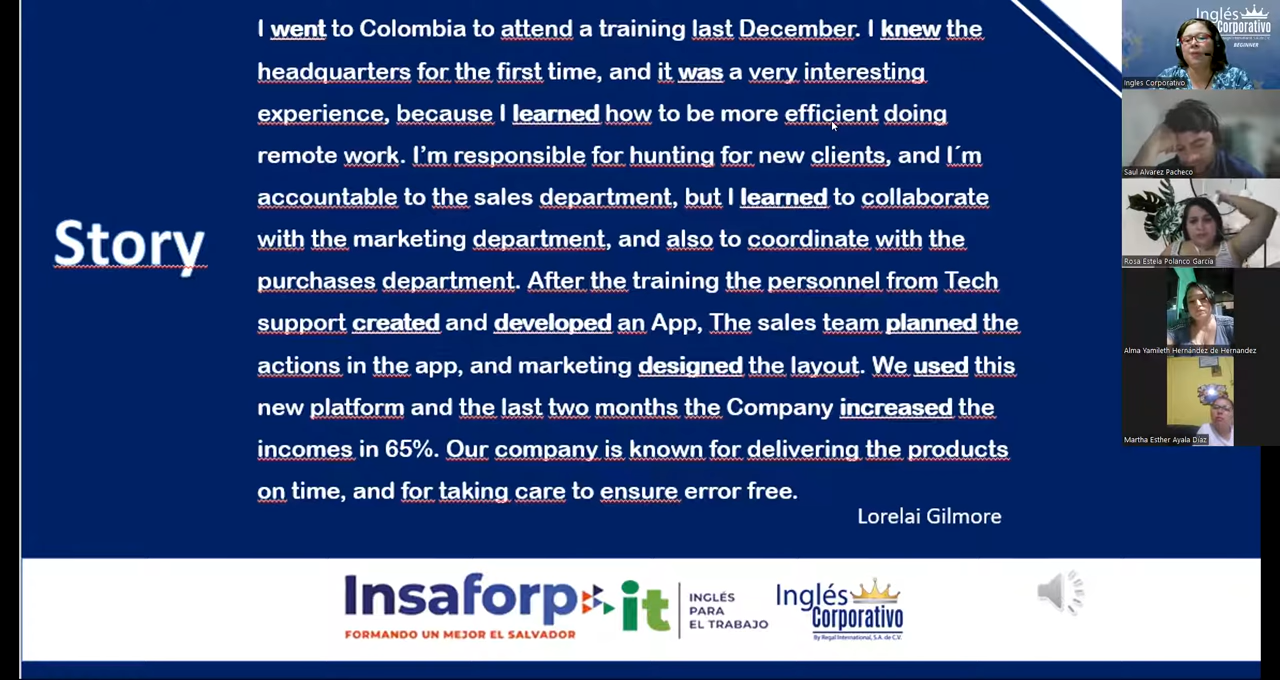 I went to Colombia to attend a training last December. I knew the
headquarters for the first time, and it was a very interesting
experience, because I learned how to be more efficient doing
remote work. I'm responsible for hunting for new clients, and I´m
accountable to the sales department, but I learned to collaborate
with the marketing department, and also to coordinate with the
purchases department. After the training the personnel from Tech
support created and developed an App, The sales team planned the
actions in the app, and marketing designed the layout. We used this
new platform and the last two months the Company increased the
incomes in 65%. Our company is known for delivering the products
on time, and for taking care to ensure error free.
Story
Lorelai Gilmore
Insaforp
FORMANDO UN MEJOR EL SALVADOR
it
INGLÉS
PARA
EL TRABAJO
Inglés
Corporativo
By Regal International, S.A. de C.V.
Inglés
Corporativo
BEGINNER
Ingles Corporativo
Saul Alvarez Pacheco
Rosa Estela Polanco García
Alma Yamileth Hernández de Hernandez
Martha Esther Ayala Díaz